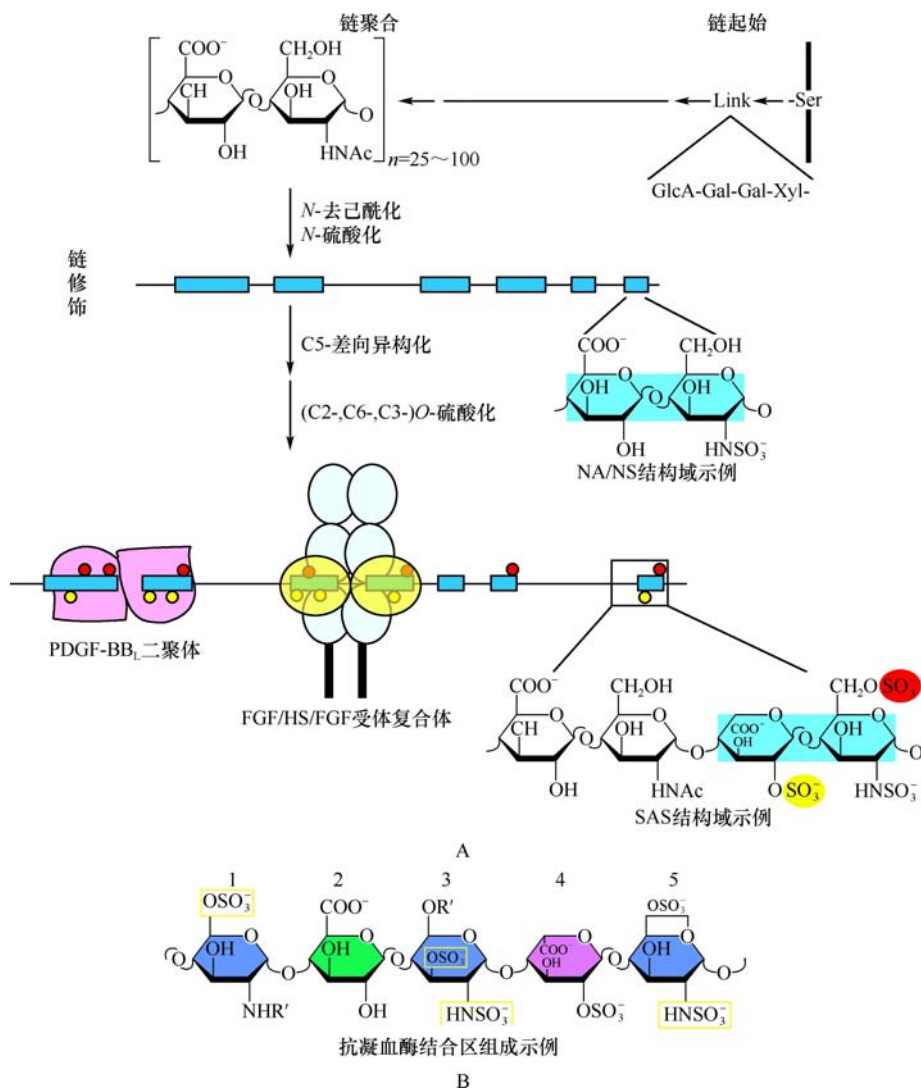 链聚合
链起始
COO⁻
CH₂OH
O
O
CH
OH
O
O
OH
HNAc
n=25～100
Link
-Ser
GlcA-Gal-Gal-Xyl-
N-去己酰化
N-硫酸化
链修饰
C5-差向异构化
(C2-,C6-,C3-)O-硫酸化
COO⁻
CH₂OH
O
O
OH
O
OH
O
OH
HNSO₃⁻
NA/NS结构域示例
PDGF-BB_L二聚体
FGF/HS/FGF受体复合体
COO⁻
CH₂OH
CH₂O SO₃⁻
O
O
O
O
CH
O
OH
O
COO⁻
OH
O
OH
O
OH
HNAc
O SO₃⁻
HNSO₃⁻
SAS结构域示例
A
1
2
3
4
5
OSO₃⁻
COO⁻
OR′
OSO₃⁻
O
O
O
O
O
O
OH
O
OH
O
OSO₃⁻
O
COO⁻
OH
O
OH
O
NHR′
OH
HNSO₃⁻
OSO₃⁻
HNSO₃⁻
抗凝血酶结合区组成示例
B